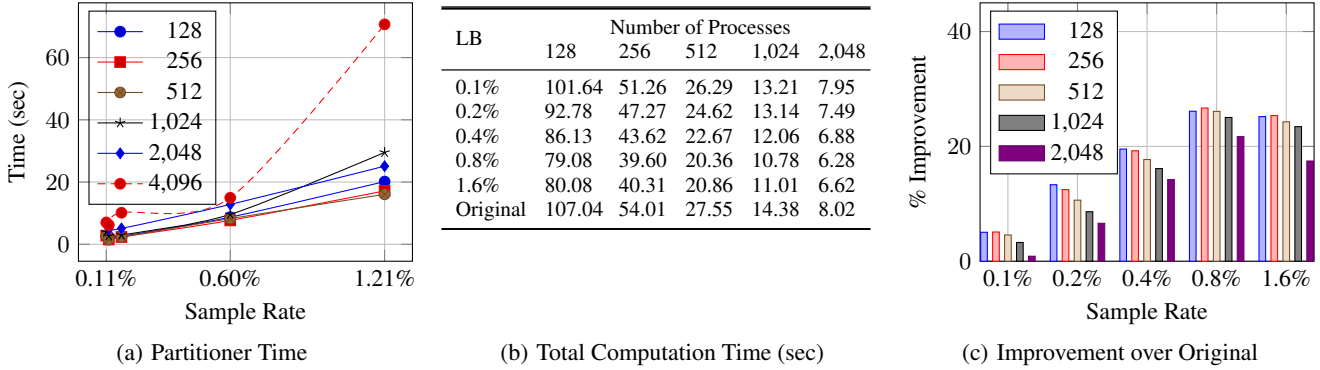 60
40
20
0
0.11%
0.60%
1.21%
Time (sec)
Sample Rate
128
256
512
1,024
2,048
4,096
(a) Partitioner Time
LB Number of Processes
128 256 512 1,024 2,048
0.1% 101.64 51.26 26.29 13.21 7.95
0.2% 92.78 47.27 24.62 13.14 7.49
0.4% 86.13 43.62 22.67 12.06 6.88
0.8% 79.08 39.60 20.36 10.78 6.28
1.6% 80.08 40.31 20.86 11.01 6.62
Original 107.04 54.01 27.55 14.38 8.02
(b) Total Computation Time (sec)
40
20
0
0.1%
0.2%
0.4%
0.8%
1.6%
% Improvement
Sample Rate
128
256
512
1,024
2,048
(c) Improvement over Original